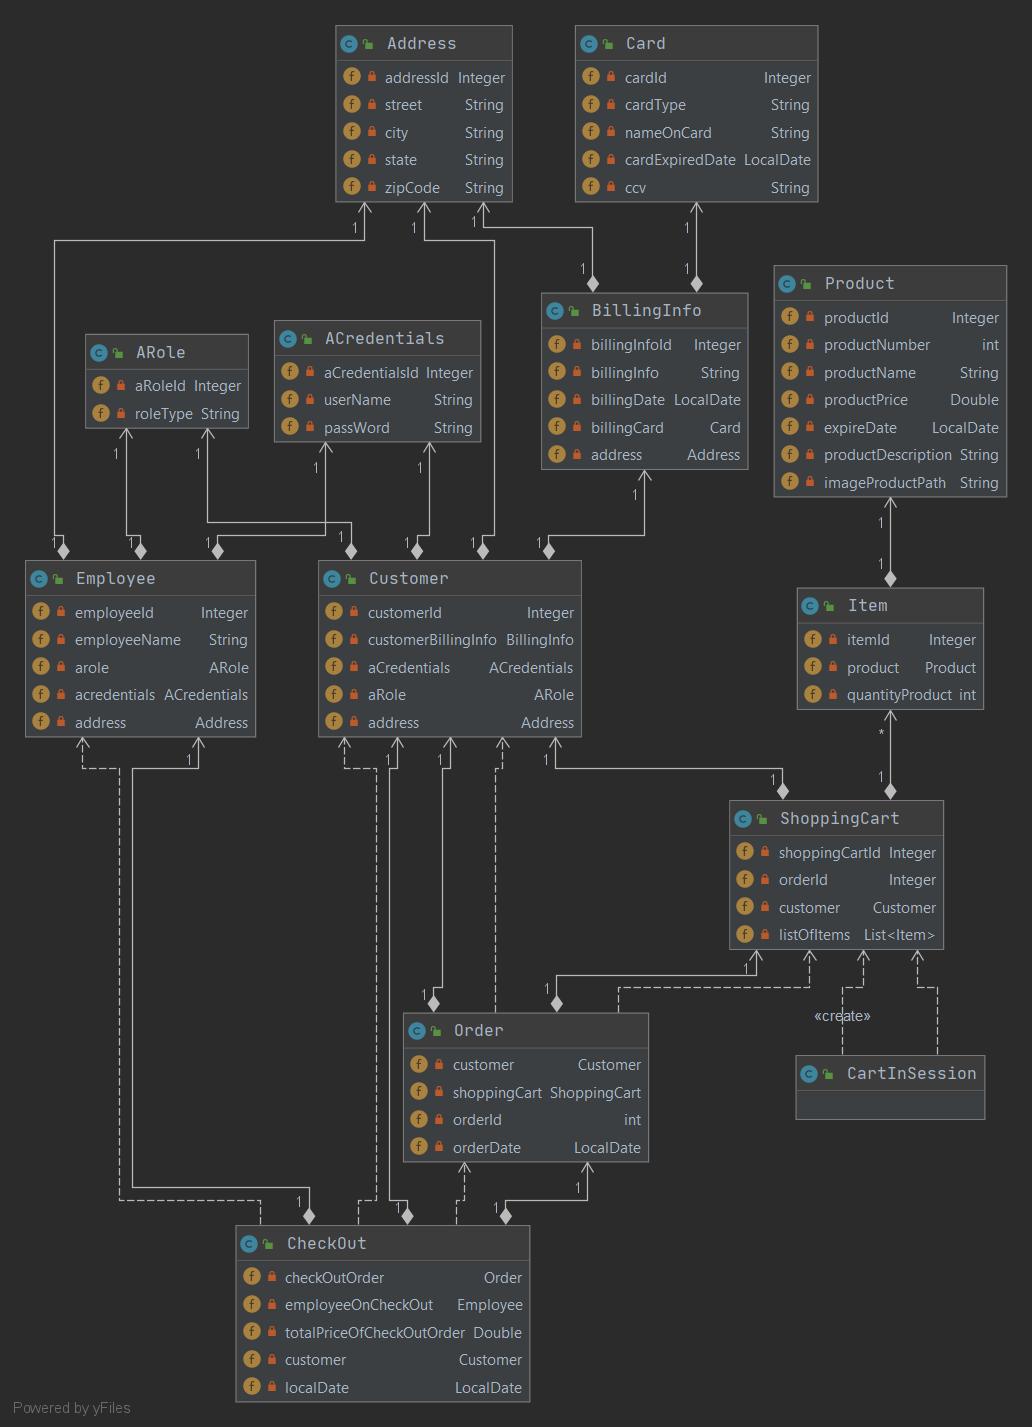 Address
addressId Integer
street String
city String
state String
zipCode String
Card
cardId Integer
cardType String
nameOnCard String
cardExpiredDate LocalDate
ccv String
1
1
1
1
1
1
Product
productId Integer
productNumber int
productName String
productPrice Double
expireDate LocalDate
productDescription String
imageProductPath String
BillingInfo
billingInfoId Integer
billingInfo String
billingDate LocalDate
billingCard Card
address Address
ACredentials
aCredentialsId Integer
userName String
passWord String
ARole
aRoleId Integer
roleType String
1
1
1
1
1
1
1
1
1
1
1
1
1
1
Employee
employeeId Integer
employeeName String
arole ARole
acredentials ACredentials
address Address
Customer
customerId Integer
customerBillingInfo BillingInfo
aCredentials ACredentials
aRole ARole
address Address
Item
itemId Integer
product Product
quantityProduct int
*
1
1
1
1
1
1
ShoppingCart
shoppingCartId Integer
orderId Integer
customer Customer
listOfItems List<Item>
1
1
1
«create»
Order
customer Customer
shoppingCart ShoppingCart
orderId int
orderDate LocalDate
CartInSession
1
1
1
1
CheckOut
checkOutOrder Order
employeeOnCheckOut Employee
totalPriceOfCheckOutOrder Double
customer Customer
localDate LocalDate
Powered by yFiles